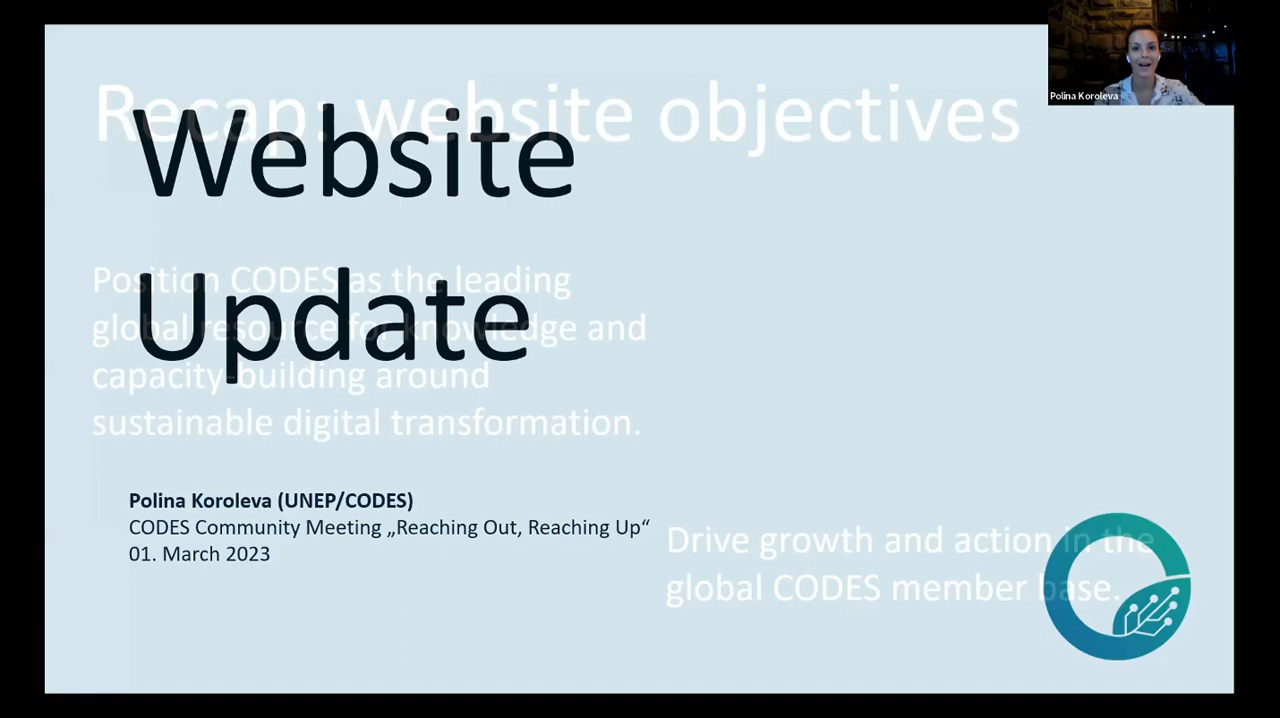 Polina Koroleva
Recap: website objectives
Website
Update
Position CODES as the leading
global resource for knowledge and
capacity-building around
sustainable digital transformation.
Polina Koroleva (UNEP/CODES)
CODES Community Meeting „Reaching Out, Reaching Up“
01. March 2023
Drive growth and action in the
global CODES member base.